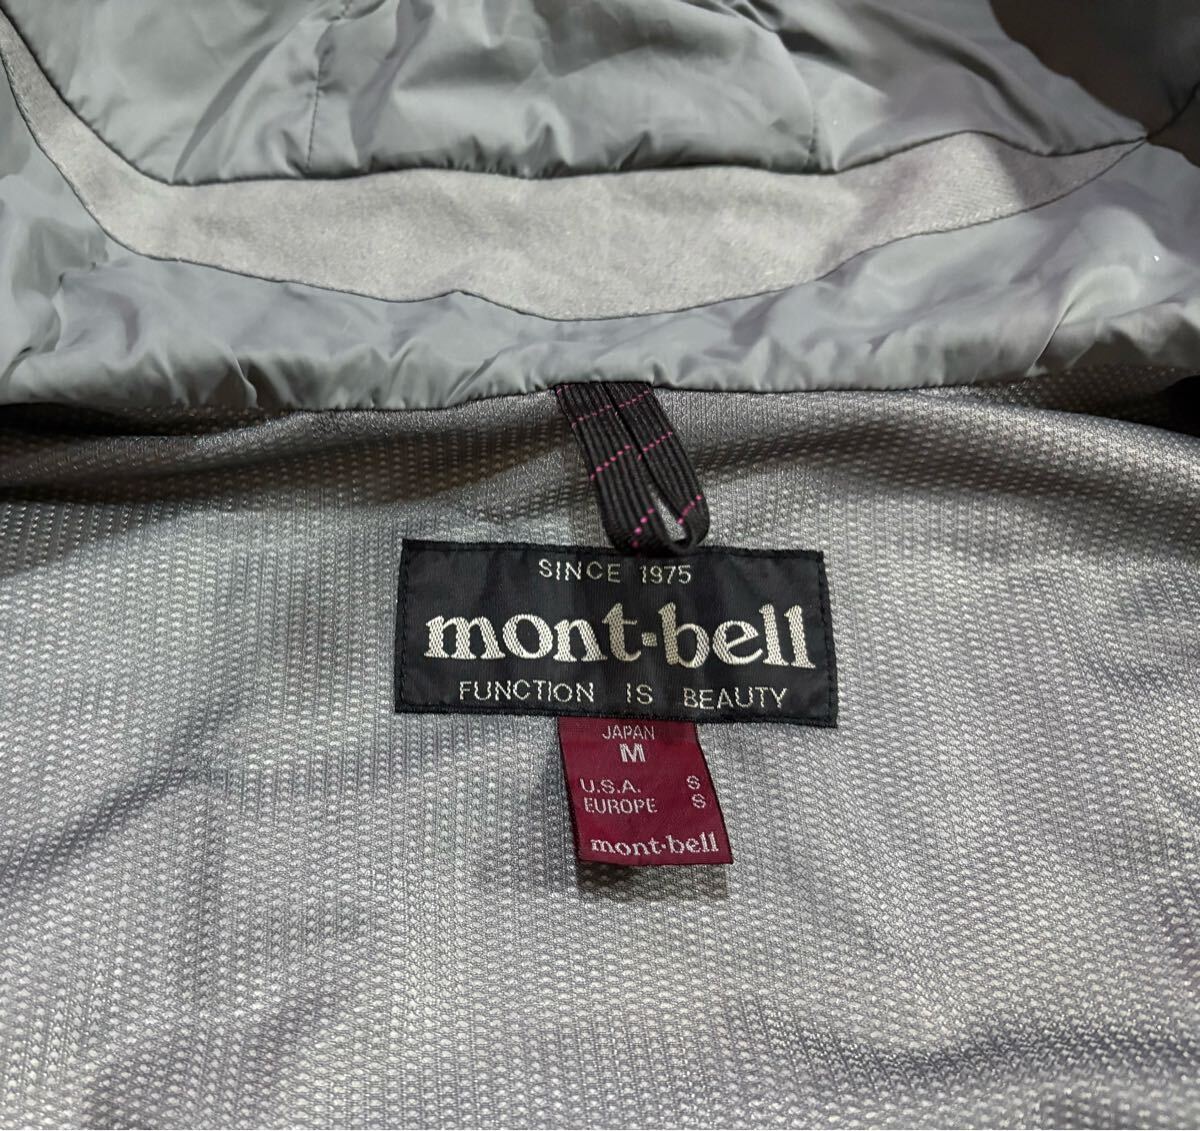 SINCE 1975
mont-bell
FUNCTION IS BEAUTY
JAPAN
M
U.S.A. S
EUROPE S
mont-bell